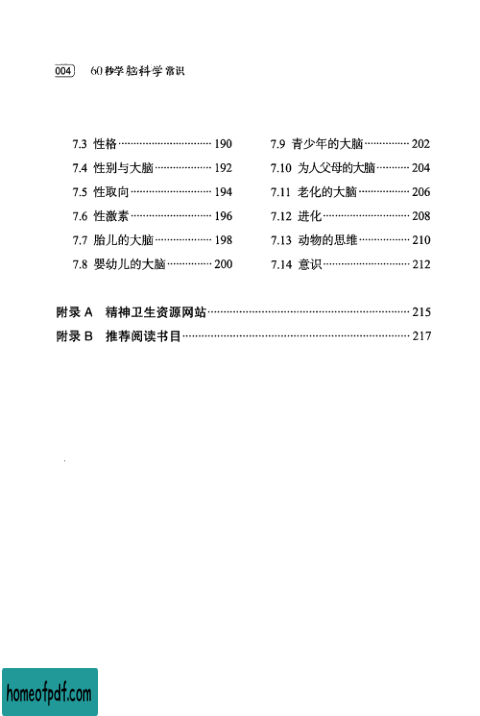 004 60秒学脑科学常识
7.3 性格 190
7.4 性别与大脑 192
7.5 性取向 194
7.6 性激素 196
7.7 胎儿的大脑 198
7.8 婴幼儿的大脑 200
7.9 青少年的大脑 202
7.10 为人父母的大脑 204
7.11 老化的大脑 206
7.12 进化 208
7.13 动物的思维 210
7.14 意识 212
附录 A 精神卫生资源网站 215
附录 B 推荐阅读书目 217
homeofpdf.com